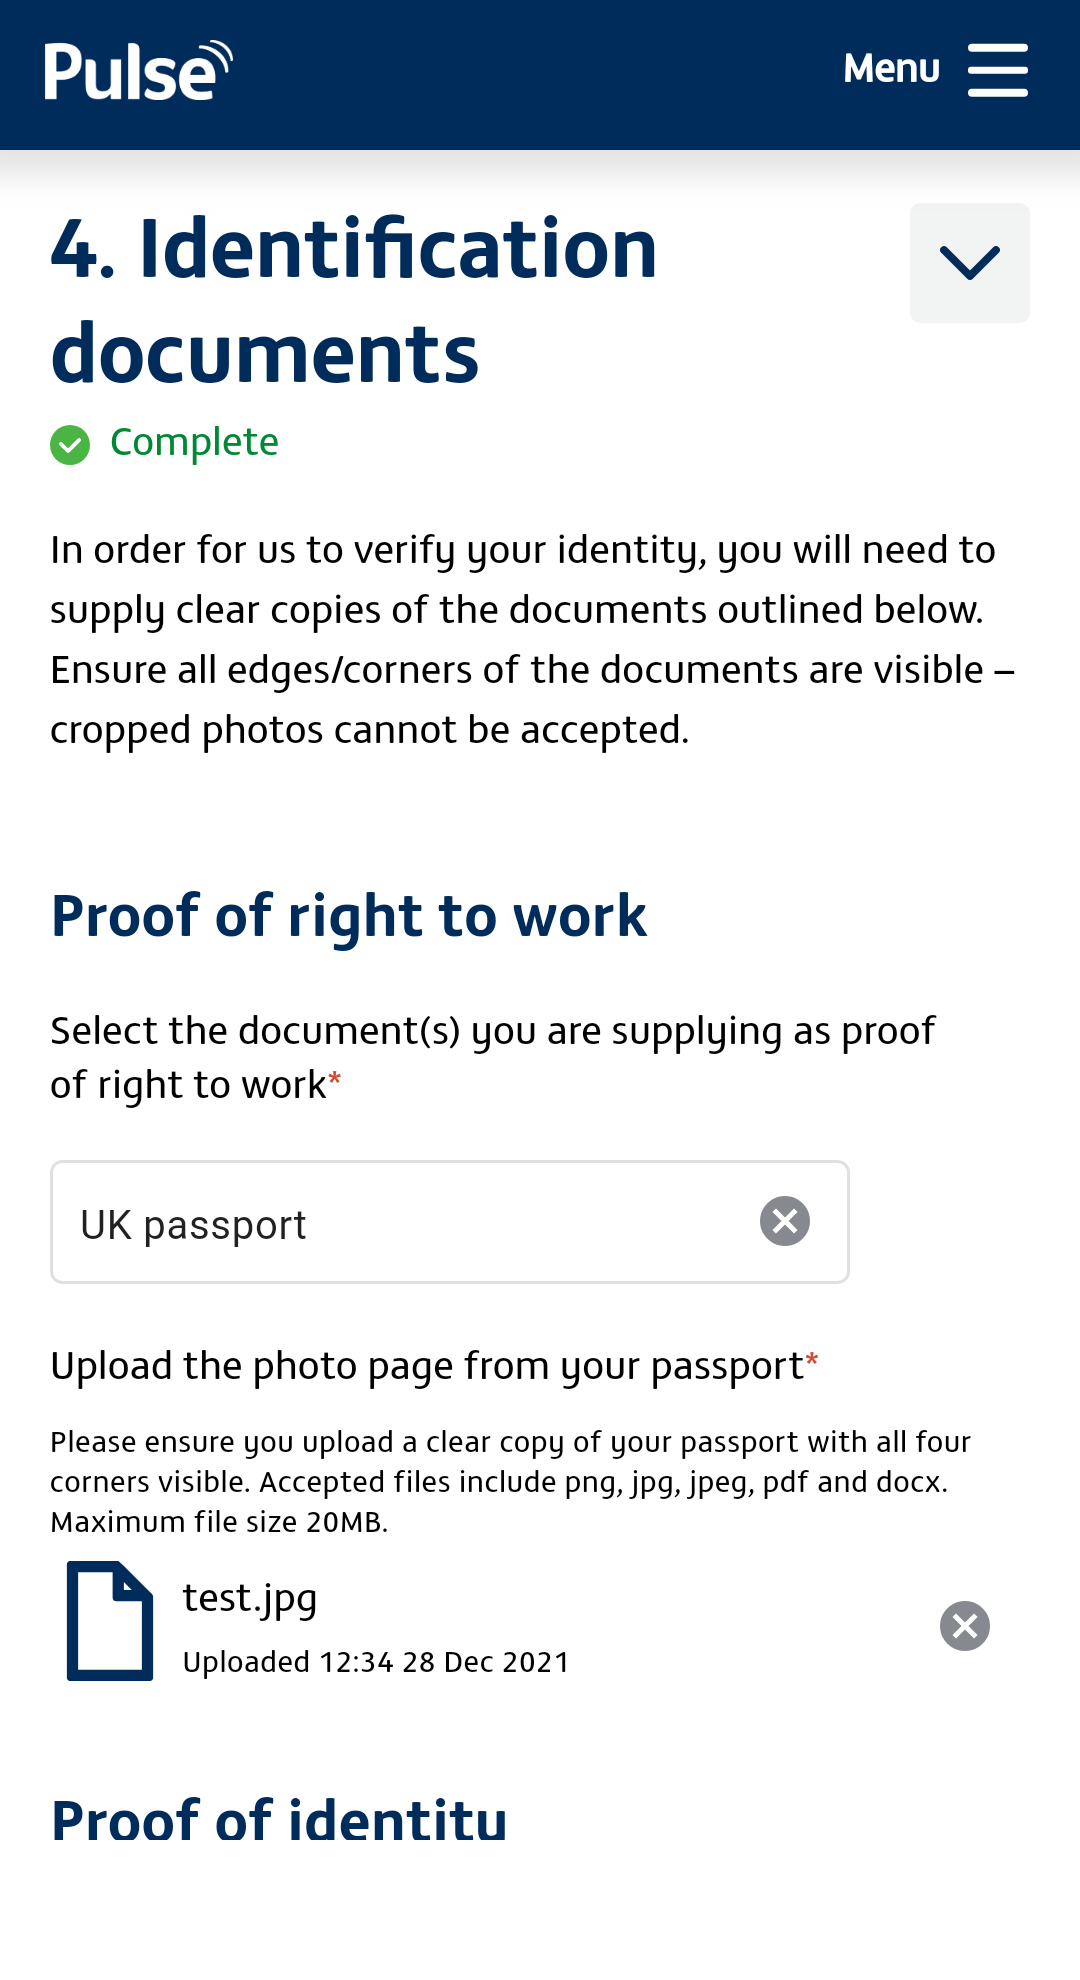 Pulse
Menu
4. Identification
documents
Complete
In order for us to verify your identity, you will need to
supply clear copies of the documents outlined below.
Ensure all edges/corners of the documents are visible –
cropped photos cannot be accepted.
Proof of right to work
Select the document(s) you are supplying as proof
of right to work*
UK passport
Upload the photo page from your passport*
Please ensure you upload a clear copy of your passport with all four
corners visible. Accepted files include png, jpg, jpeg, pdf and docx.
Maximum file size 20MB.
test.jpg
Uploaded 12:34 28 Dec 2021
Proof of identity